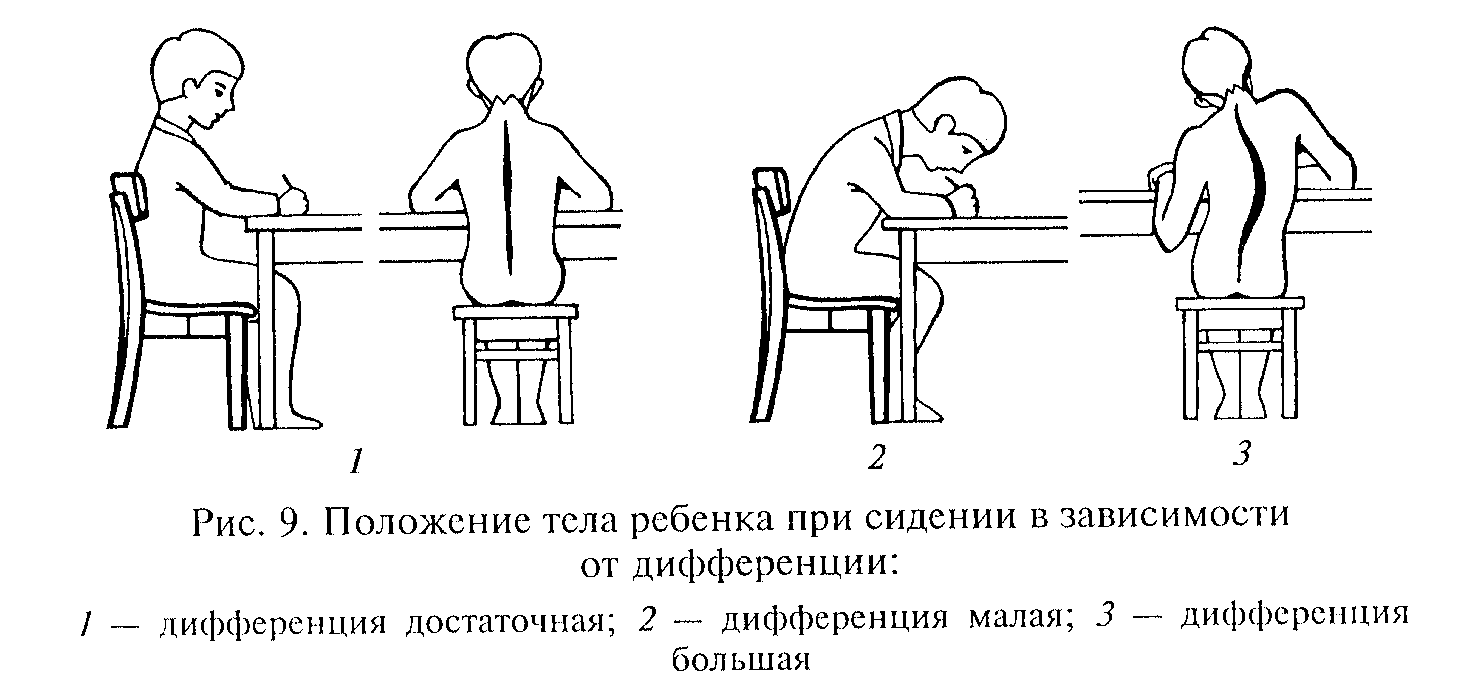 1
2
3
Рис. 9. Положение тела ребенка при сидении в зависимости
от дифференции:
1 — дифференция достаточная; 2 — дифференция малая; 3 — дифференция
большая